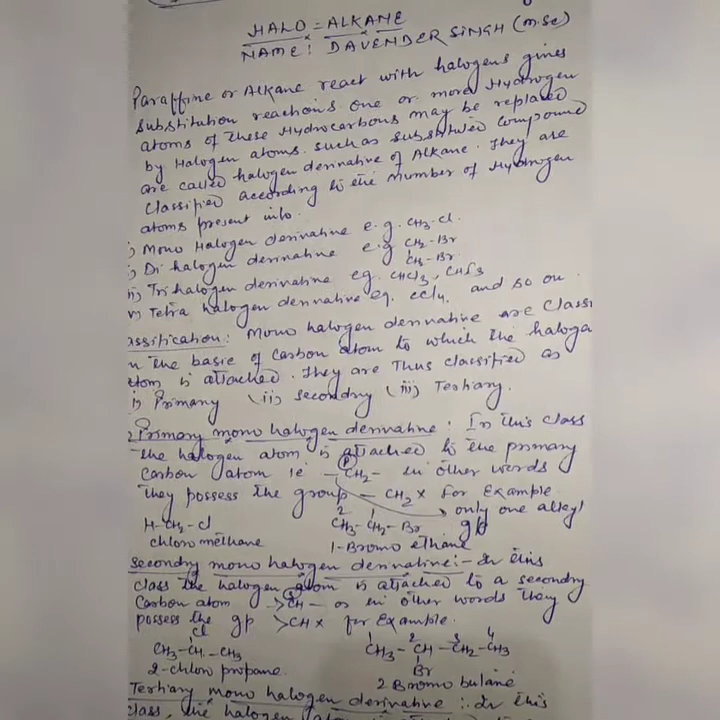 HALO = ALKANE
NAME: DAVENDER SINGH (M.Sc)
Paraffine or Alkane react with halogens gives
substitution reactions one or more Hydrogen
atoms of these Hydrocarbons may be replaced
by Halogen atoms. such as substituted compound
are called halogen derivative of Alkane. They are
classified according to the number of Hydrogen
atoms present into.
i) Mono Halogen derivative e.g. CH3-Cl.
i) Di halogen derivative e.g CH2-Br
CH2-Br
ii) Tri halogen derivative eg. CHCl3,
v) Tetra halogen derivative eg. CCl4. and so on
assification: Mono halogen derivative are classi
n the basie of carbon atom to which the haloga
atom is attached. They are Thus classified as
i) Primary (ii) secondry (iii) Tertiary.
Primary mono halogen derivative: In this class
the halogen atom is attached to the primary
Carbon atom ie -CH2- in other words
They possess the group - CH2X For Example
only one alkyl
gp
H-CH2-Cl
2 1
CH3-CH2-Br
chloro methane
1-Bromo ethane
Secondry mono halogen derivative:- In this
class the halogen atom is attached to a secondry
Carbon atom >CH- or in other words They
possess the gp >CHX for Example.
Cl
CH3-CH-CH3
1 2 3 4
CH3-CH-CH2-CH3
Br
2-chloro propane.
2 Bromo butane
Tertiary mono halogen derivative :- In this
class, the halogen